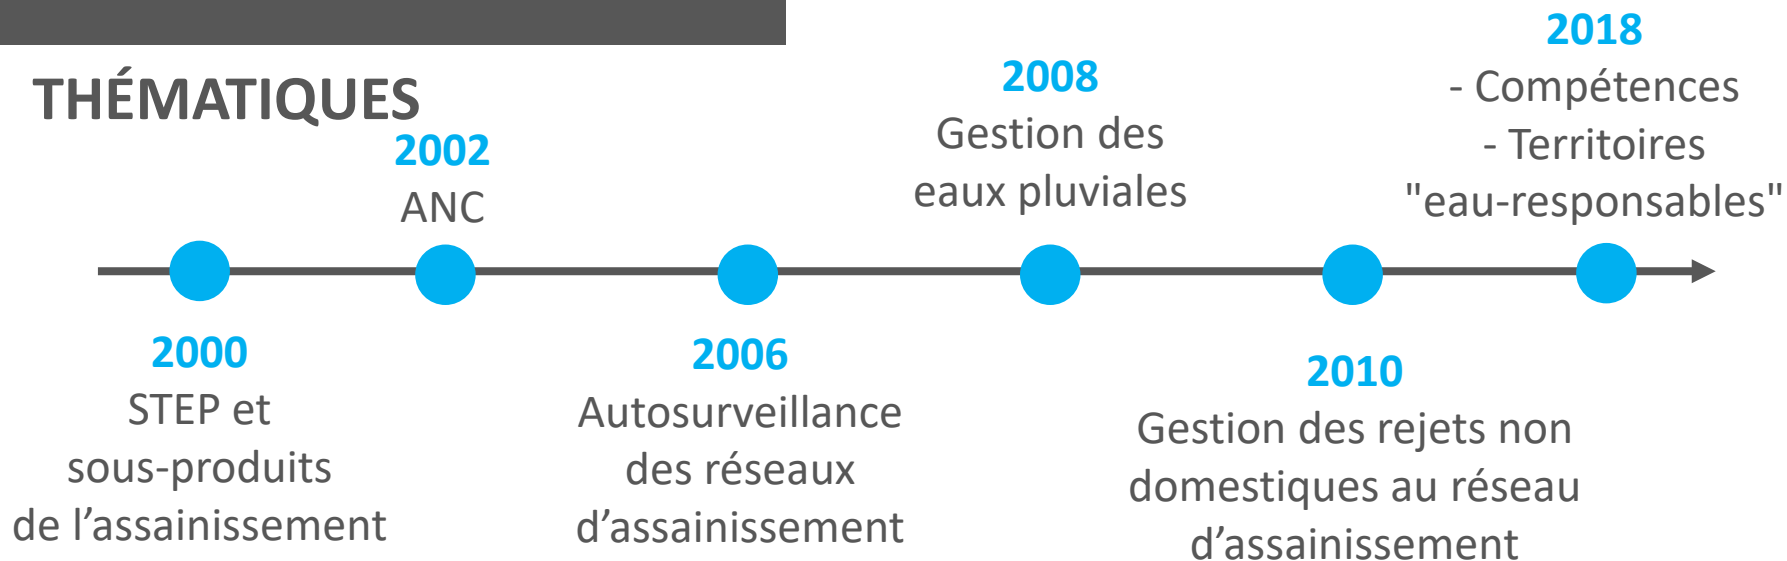 THÉMATIQUES
2000
STEP et
sous-produits
de l’assainissement
2002
ANC
2006
Autosurveillance
des réseaux
d’assainissement
2008
Gestion des
eaux pluviales
2010
Gestion des rejets non
domestiques au réseau
d’assainissement
2018
- Compétences
- Territoires
"eau-responsables"